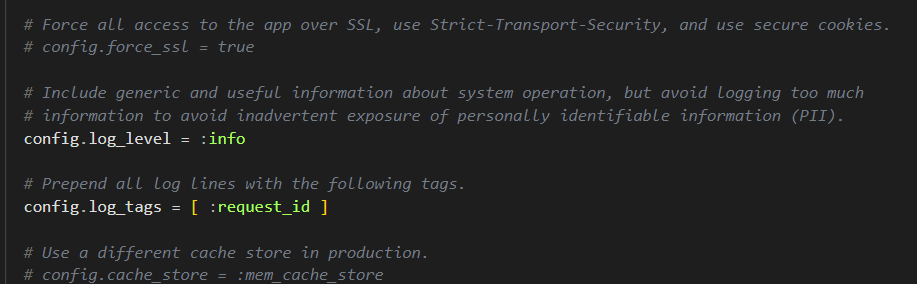 # Force all access to the app over SSL, use Strict-Transport-Security, and use secure cookies.
# config.force_ssl = true
# Include generic and useful information about system operation, but avoid logging too much
# information to avoid inadvertent exposure of personally identifiable information (PII).
config.log_level = :info
# Prepend all log lines with the following tags.
config.log_tags = [ :request_id ]
# Use a different cache store in production.
# config.cache_store = :mem_cache_store